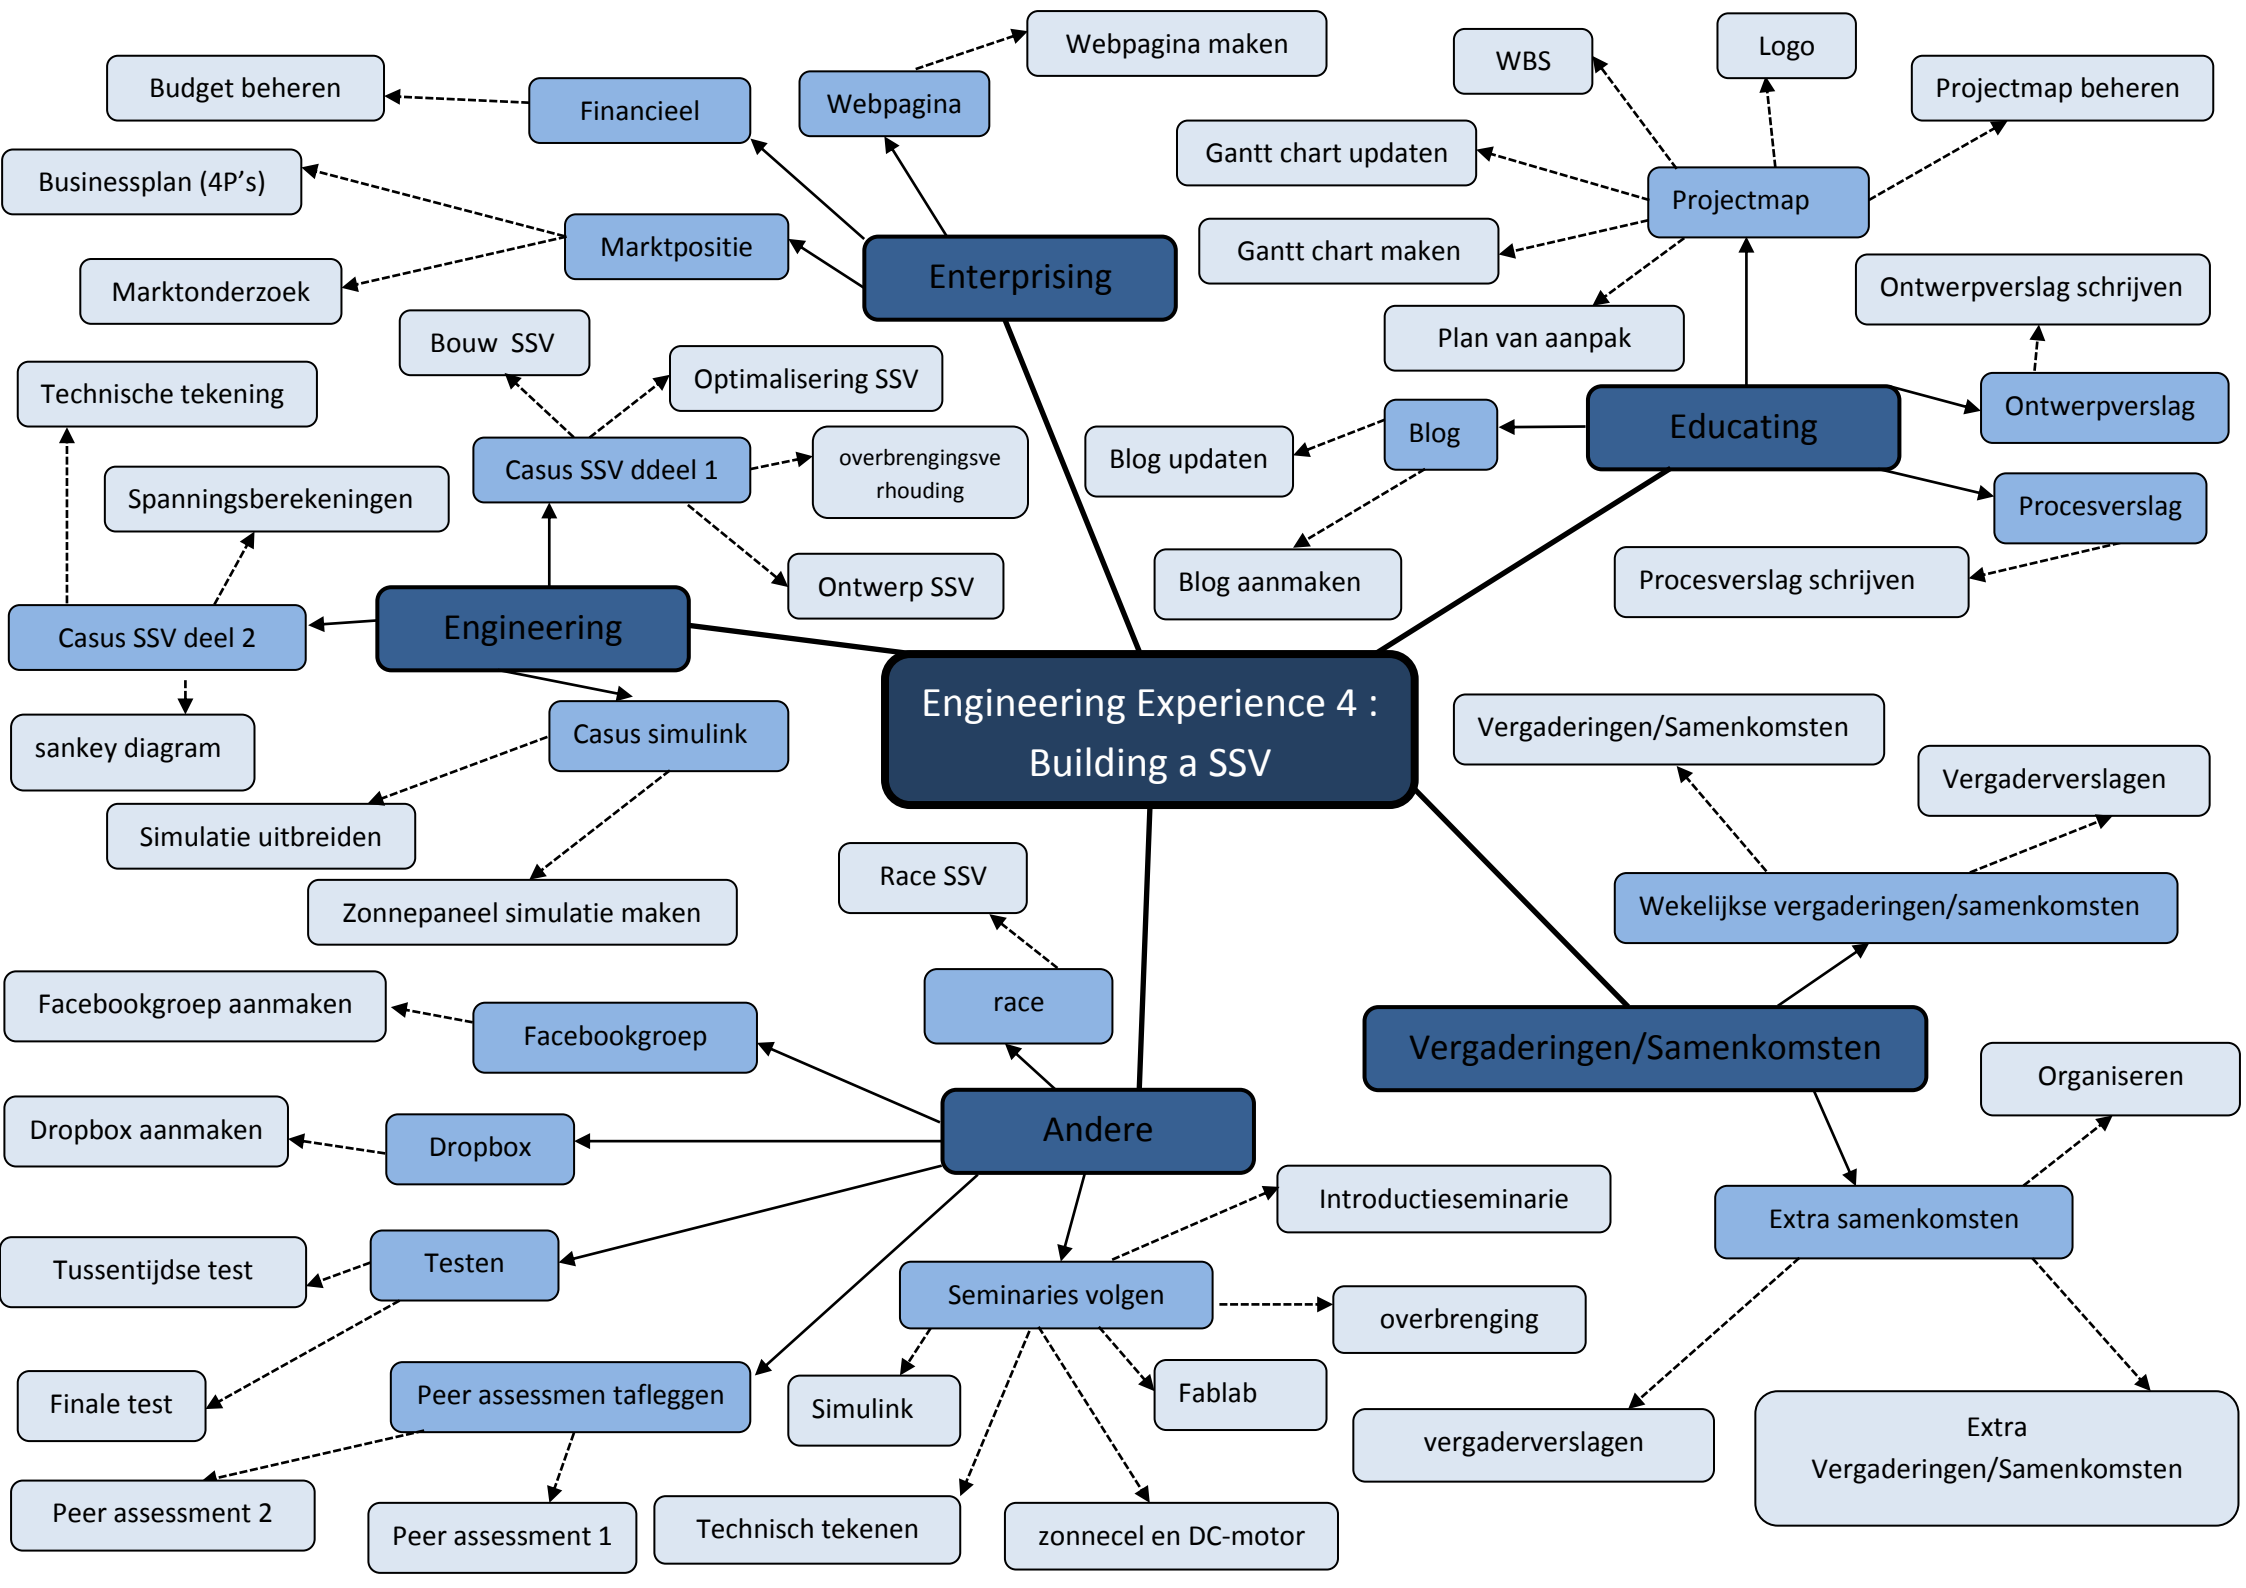 Webpagina maken
Logo
WBS
Budget beheren
Financieel
Webpagina
Projectmap beheren
Gantt chart updaten
Businessplan (4P's)
Projectmap
Marktpositie
Gantt chart maken
Enterprising
Marktonderzoek
Ontwerpverslag schrijven
Plan van aanpak
Bouw SSV
Optimalisering SSV
Technische tekening
Ontwerpverslag
Educating
Blog
Blog updaten
Casus SSV ddeel 1
overbrengingsve
rhouding
Spanningsberekeningen
Procesverslag
Blog aanmaken
Procesverslag schrijven
Ontwerp SSV
Engineering
Casus SSV deel 2
Engineering Experience 4 :
Building a SSV
Vergaderingen/Samenkomsten
Casus simulink
sankey diagram
Vergaderverslagen
Simulatie uitbreiden
Race SSV
Zonnepaneel simulatie maken
Wekelijkse vergaderingen/samenkomsten
Facebookgroep aanmaken
race
Facebookgroep
Vergaderingen/Samenkomsten
Organiseren
Dropbox aanmaken
Dropbox
Andere
Introductieseminarie
Extra samenkomsten
Tussentijdse test
Testen
Seminaries volgen
overbrenging
Finale test
Peer assessmen tafleggen
Simulink
Fablab
vergaderverslagen
Extra
Vergaderingen/Samenkomsten
Peer assessment 2
Peer assessment 1
Technisch tekenen
zonnecel en DC-motor